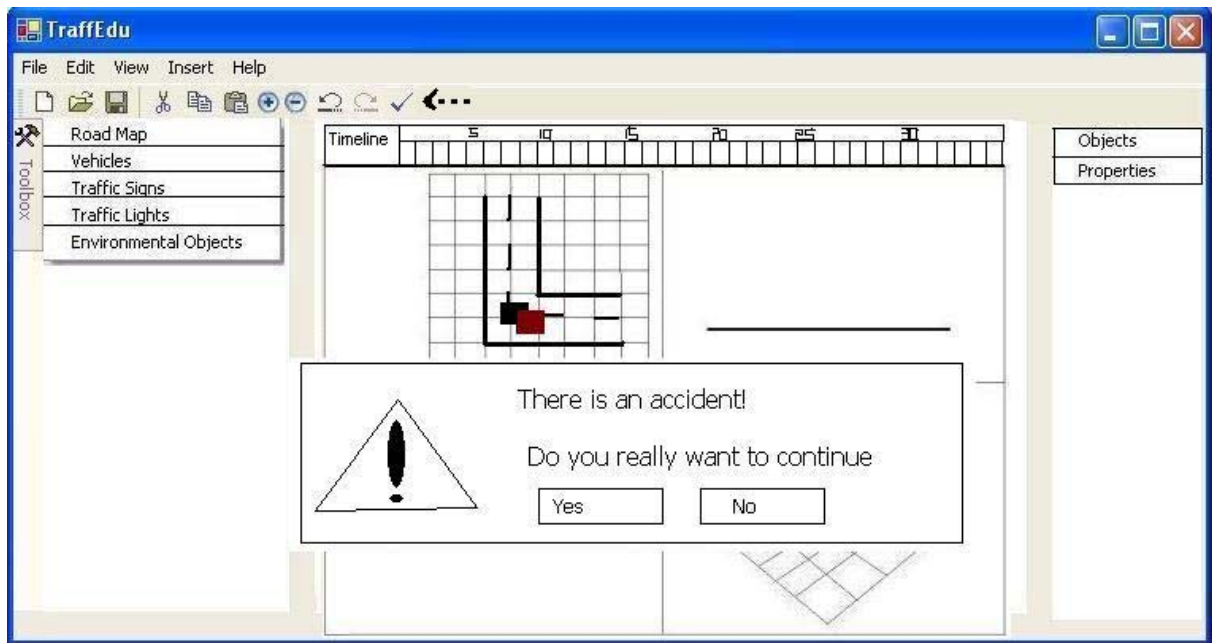 TraffEdu
File Edit View Insert Help
Toolbox
Road Map
Vehicles
Traffic Signs
Traffic Lights
Environmental Objects
Timeline 5 10 15 20 25 30
Objects
Properties
There is an accident!
Do you really want to continue
Yes No